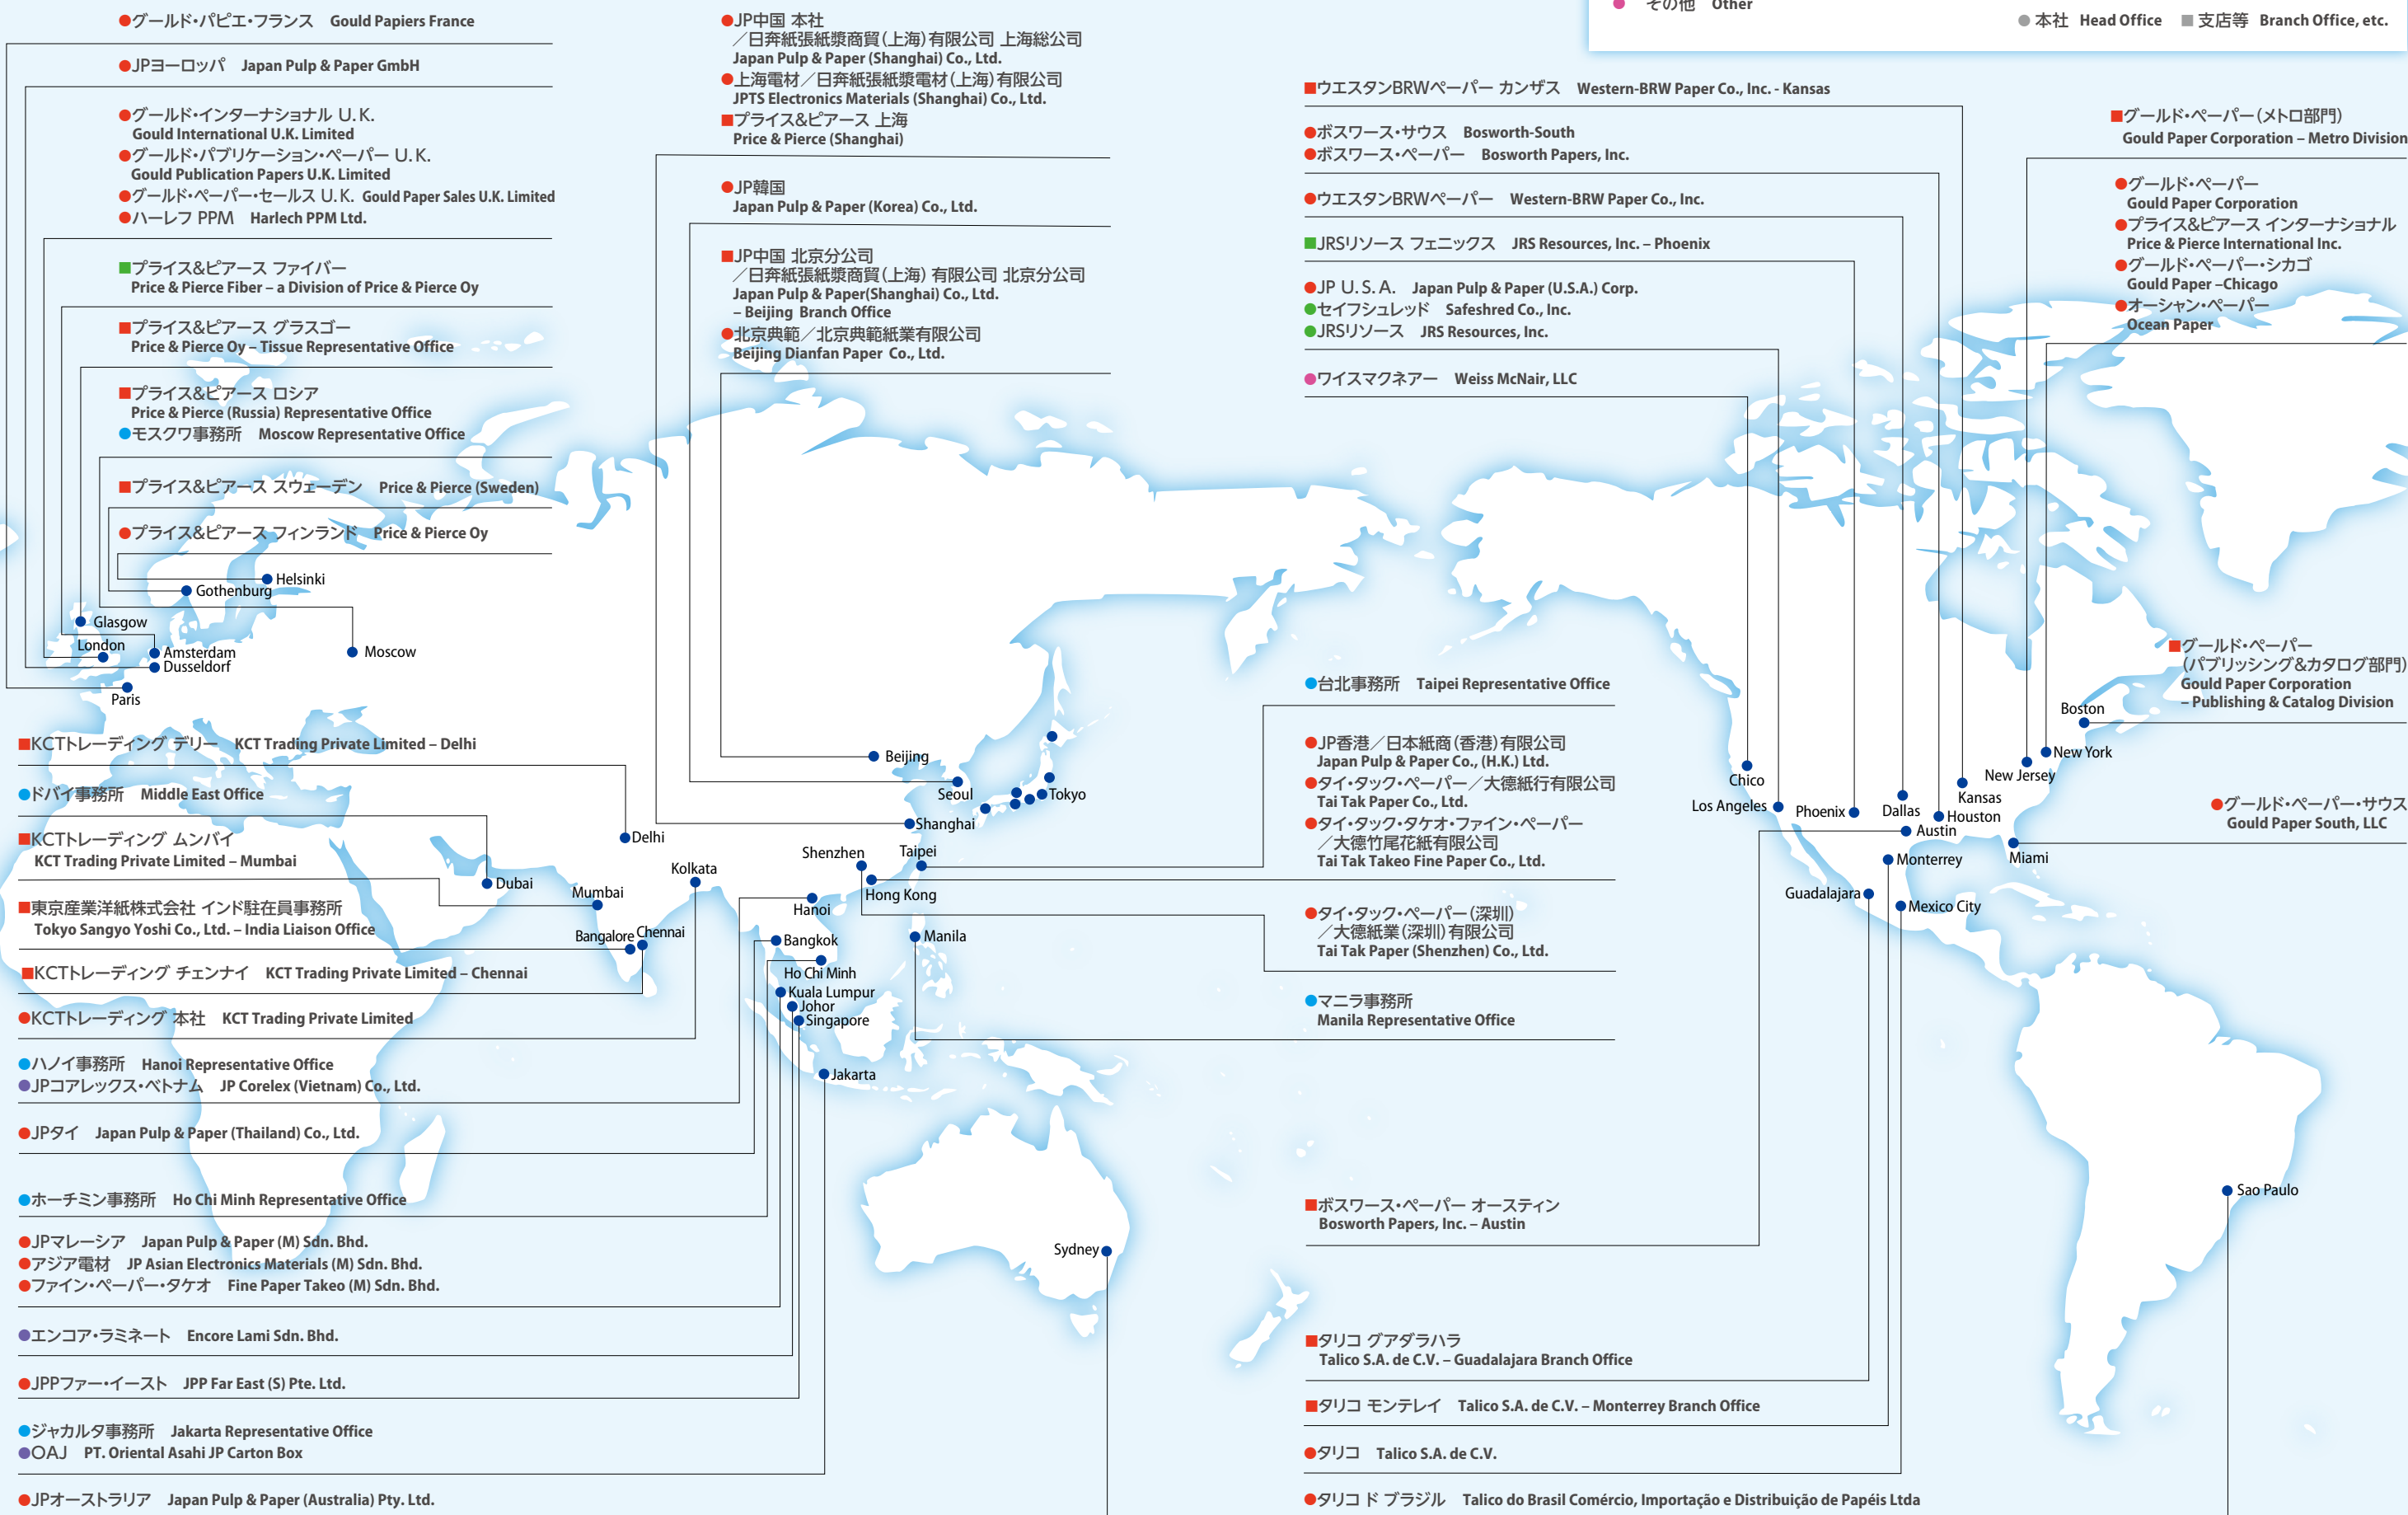 ●グールド・パピエ・フランス Gould Papiers France
●JPヨーロッパ Japan Pulp & Paper GmbH
●グールド・インターナショナル U.K.
Gould International U.K. Limited
●グールド・パブリケーション・ペーパー U.K.
Gould Publication Papers U.K. Limited
●グールド・ペーパー・セールス U.K. Gould Paper Sales U.K. Limited
●ハーレフ PPM Harlech PPM Ltd.
■プライス&ピアース ファイバー
Price & Pierce Fiber – a Division of Price & Pierce Oy
■プライス&ピアース グラスゴー
Price & Pierce Oy – Tissue Representative Office
■プライス&ピアース ロシア
Price & Pierce (Russia) Representative Office
●モスクワ事務所 Moscow Representative Office
■プライス&ピアース スウェーデン Price & Pierce (Sweden)
●プライス&ピアース フィンランド Price & Pierce Oy
●JP中国 本社
／日奔紙張紙漿商貿（上海）有限公司 上海総公司
Japan Pulp & Paper (Shanghai) Co., Ltd.
●上海電材／日奔紙張紙漿電材（上海）有限公司
JPTS Electronics Materials (Shanghai) Co., Ltd.
■プライス&ピアース 上海
Price & Pierce (Shanghai)
●JP韓国
Japan Pulp & Paper (Korea) Co., Ltd.
■JP中国 北京分公司
／日奔紙張紙漿商貿（上海）有限公司 北京分公司
Japan Pulp & Paper(Shanghai) Co., Ltd.
– Beijing Branch Office
●北京典範／北京典範紙業有限公司
Beijing Dianfan Paper Co., Ltd.
● その他 Other
●本社 Head Office ■支店等 Branch Office, etc.
■ウエスタンBRWペーパー カンザス Western-BRW Paper Co., Inc. - Kansas
●ボスワース・サウス Bosworth-South
●ボスワース・ペーパー Bosworth Papers, Inc.
●ウエスタンBRWペーパー Western-BRW Paper Co., Inc.
■JRSリソース フェニックス JRS Resources, Inc. – Phoenix
●JP U.S.A. Japan Pulp & Paper (U.S.A.) Corp.
●セイフシュレッド Safeshred Co., Inc.
●JRSリソース JRS Resources, Inc.
●ワイスマクネアー Weiss McNair, LLC
■グールド・ペーパー（メトロ部門）
Gould Paper Corporation – Metro Division
●グールド・ペーパー
Gould Paper Corporation
●プライス&ピアース インターナショナル
Price & Pierce International Inc.
●グールド・ペーパー・シカゴ
Gould Paper –Chicago
●オーシャン・ペーパー
Ocean Paper
Helsinki
Gothenburg
Glasgow
London
Amsterdam
Dusseldorf
Moscow
Paris
■グールド・ペーパー
（パブリッシング&カタログ部門）
Gould Paper Corporation
– Publishing & Catalog Division
Boston
New York
New Jersey
Chico
Los Angeles
Phoenix
Dallas
Kansas
Houston
Austin
Miami
Monterrey
Guadalajara
Mexico City
●グールド・ペーパー・サウス
Gould Paper South, LLC
●台北事務所 Taipei Representative Office
●JP香港／日本紙商（香港）有限公司
Japan Pulp & Paper Co., (H.K.) Ltd.
●タイ・タック・ペーパー／大德紙行有限公司
Tai Tak Paper Co., Ltd.
●タイ・タック・タケオ・ファイン・ペーパー
／大德竹尾花紙有限公司
Tai Tak Takeo Fine Paper Co., Ltd.
●タイ・タック・ペーパー（深圳）
／大德紙業（深圳）有限公司
Tai Tak Paper (Shenzhen) Co., Ltd.
●マニラ事務所
Manila Representative Office
Beijing
Seoul
Tokyo
Shanghai
Shenzhen
Taipei
Hong Kong
Delhi
Kolkata
Dubai
Mumbai
Hanoi
Bangalore
Chennai
Bangkok
Manila
Ho Chi Minh
Kuala Lumpur
Johor
Singapore
Jakarta
Sydney
Sao Paulo
■KCTトレーディング デリー KCT Trading Private Limited – Delhi
●ドバイ事務所 Middle East Office
■KCTトレーディング ムンバイ
KCT Trading Private Limited – Mumbai
■東京産業洋紙株式会社 インド駐在員事務所
Tokyo Sangyo Yoshi Co., Ltd. – India Liaison Office
■KCTトレーディング チェンナイ KCT Trading Private Limited – Chennai
●KCTトレーディング 本社 KCT Trading Private Limited
●ハノイ事務所 Hanoi Representative Office
●JPコアレックス・ベトナム JP Corelex (Vietnam) Co., Ltd.
●JPタイ Japan Pulp & Paper (Thailand) Co., Ltd.
●ホーチミン事務所 Ho Chi Minh Representative Office
●JPマレーシア Japan Pulp & Paper (M) Sdn. Bhd.
●アジア電材 JP Asian Electronics Materials (M) Sdn. Bhd.
●ファイン・ペーパー・タケオ Fine Paper Takeo (M) Sdn. Bhd.
●エンコア・ラミネート Encore Lami Sdn. Bhd.
●JPPファー・イースト JPP Far East (S) Pte. Ltd.
●ジャカルタ事務所 Jakarta Representative Office
●OAJ PT. Oriental Asahi JP Carton Box
●JPオーストラリア Japan Pulp & Paper (Australia) Pty. Ltd.
■ボスワース・ペーパー オースティン
Bosworth Papers, Inc. – Austin
■タリコ グアダラハラ
Talico S.A. de C.V. – Guadalajara Branch Office
■タリコ モンテレイ Talico S.A. de C.V. – Monterrey Branch Office
●タリコ Talico S.A. de C.V.
●タリコ ド ブラジル Talico do Brasil Comércio, Importação e Distribuição de Papéis Ltda